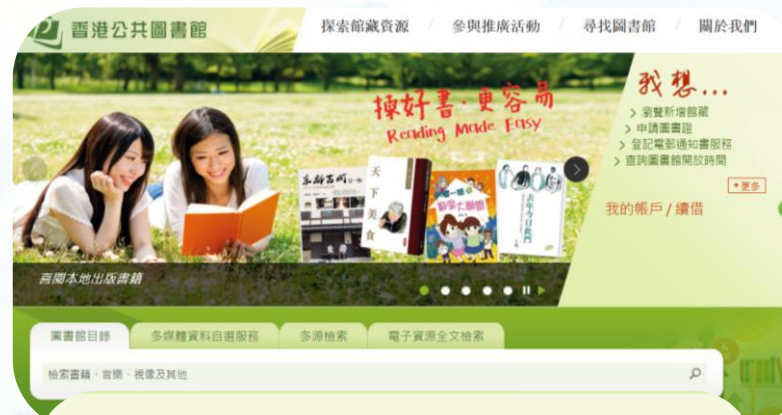 香港公共圖書館
探索館藏資源 / 參與推廣活動 / 尋找圖書館 / 關於我們
揀好書·更容易
Reading Made Easy
我想...
> 瀏覽新增館藏
> 申請圖書證
> 登記電郵通知書服務
> 查詢圖書館開放時間
+更多
我的帳戶 / 續借
天下美食
去年今日此門
喜閱本地出版書籍
圖書館目錄
多媒體資料自選服務
多源檢索
電子資源全文檢索
檢索書籍、音樂、視像及其他